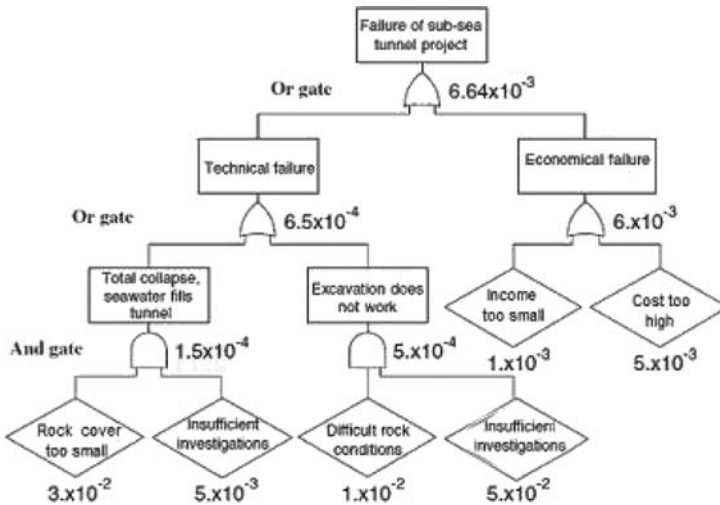 Failure of sub-sea
tunnel project
Or gate
6.64x10⁻³
Technical failure
Economical failure
Or gate
6.5x10⁻⁴
6.x10⁻³
Total collapse,
seawater fills
tunnel
Excavation does
not work
Income
too small
Cost too
high
And gate
1.5x10⁻⁴
5.x10⁻⁴
1.x10⁻³
5.x10⁻³
Rock cover
too small
Insufficient
investigations
Difficult rock
conditions
Insufficient
investigations
3.x10⁻²
5.x10⁻³
1.x10⁻²
5.x10⁻²